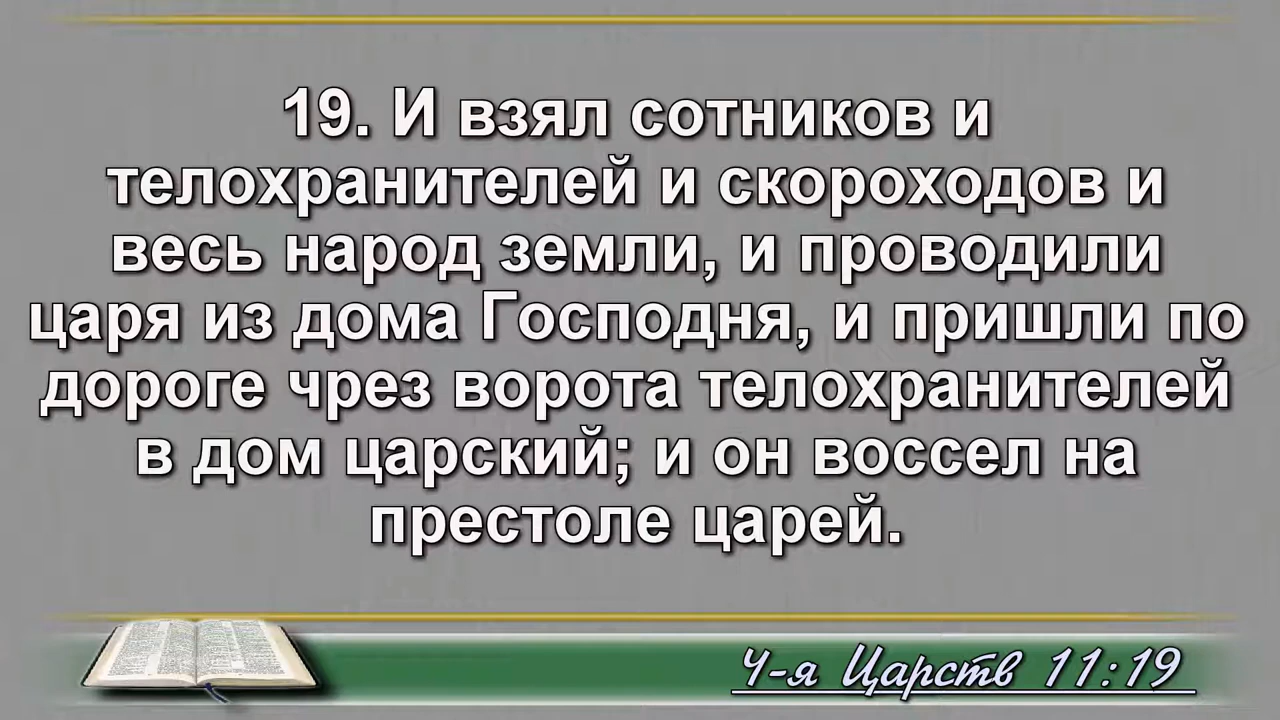 19. И взял сотников и
телохранителей и скороходов и
весь народ земли, и проводили
царя из дома Господня, и пришли по
дороге чрез ворота телохранителей
в дом царский; и он воссел на
престоле царей.
4-я Царств 11:19